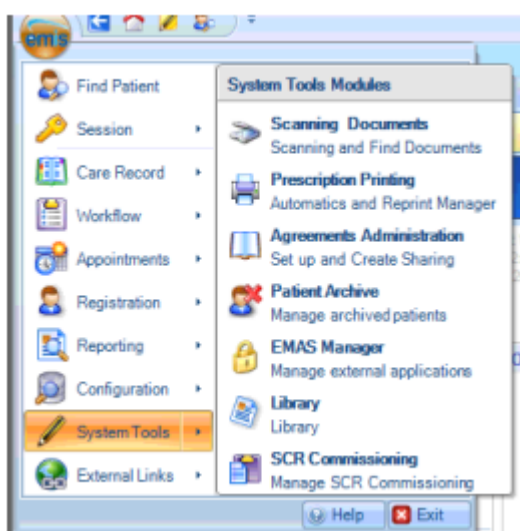 emis
Find Patient
Session
Care Record
Workflow
Appointments
Registration
Reporting
Configuration
System Tools
External Links
System Tools Modules
Scanning Documents
Scanning and Find Documents
Prescription Printing
Automatics and Reprint Manager
Agreements Administration
Set up and Create Sharing
Patient Archive
Manage archived patients
EMAS Manager
Manage external applications
Library
Library
SCR Commissioning
Manage SCR Commissioning
Help
Exit